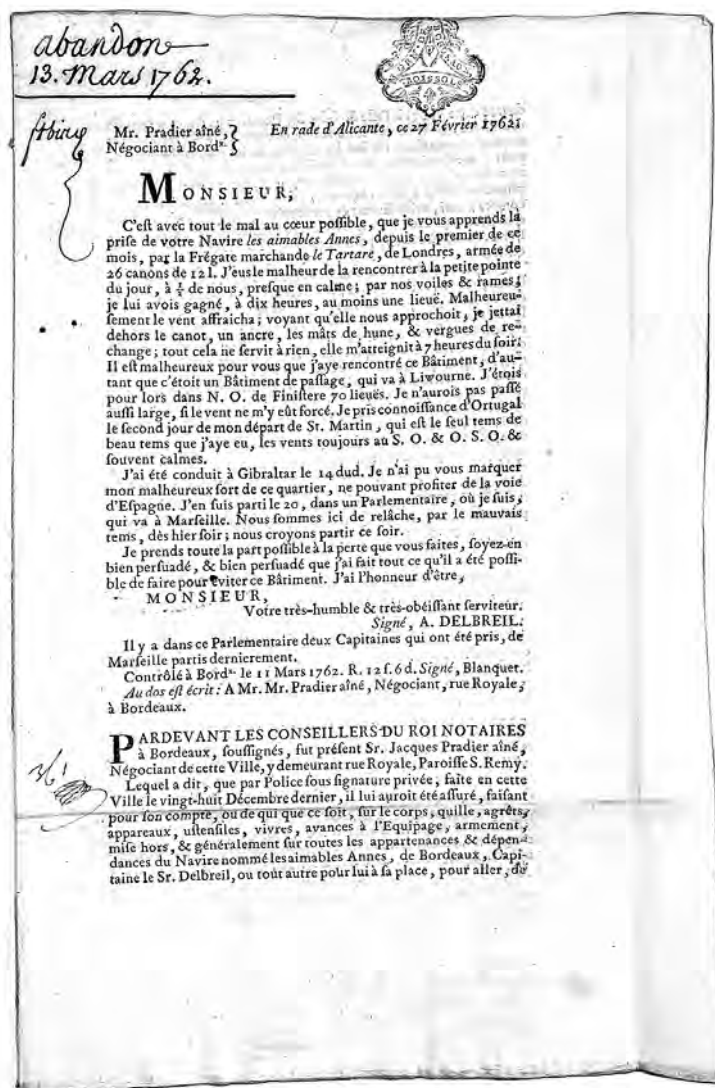 abandon
13. Mars 1762.
Mr. Pradier aîné,
Négociant à Bord^x.
En rade d'Alicante, ce 27 Février 1762:
MONSIEUR,
C'eſt avec tout le mal au cœur poſſible, que je vous apprends la
priſe de votre Navire les aimables Annes, depuis le premier de ce
mois, par la Frégate marchande le Tartare, de Londres, armée de
26 canons de 12 l. J'eus le malheur de la rencontrer à la petite pointe
du jour, à de nous, preſque en calme; par nos voiles & rames;
je lui avois gagné, à dix heures, au moins une lieuë. Malheureu-
ſement le vent affraicha; voyant qu'elle nous approchoit, je jettai
dehors le canot, un ancre, les mâts de hune, & vergues de re-
change; tout cela ne ſervit à rien, elle m'atteignit à 7 heures du ſoir:
Il eſt malheureux pour vous que j'aye rencontré ce Bâtiment, d'au-
tant que c'étoit un Bâtiment de paſſage, qui va à Livourne. J'étois
pour lors dans N. O. de Finiſtere 70 lieuës. Je n'aurois pas paſſé
auſſi large, ſi le vent ne m'y eût forcé. Je pris connoiſſance d'Ortugal
le ſecond jour de mon départ de St. Martin, qui eſt le ſeul tems de
beau tems que j'aye eu, les vents toujours au S. O. & O. S. O. &
ſouvent calmes.
J'ai été conduit à Gibraltar le 14 dud. Je n'ai pu vous marquer
mon malheureux ſort de ce quartier, ne pouvant profiter de la voie
d'Eſpagne. J'en ſuis parti le 20, dans un Parlementaire, où je ſuis,
qui va à Marſeille. Nous ſommes ici de relâche, par le mauvais
tems, dès hier ſoir; nous croyons partir ce ſoir.
Je prends toute la part poſſible à la perte que vous faites, ſoyez-en
bien perſuadé, & bien perſuadé que j'ai fait tout ce qu'il a été poſſi-
ble de faire pour éviter ce Bâtiment. J'ai l'honneur d'être,
MONSIEUR,
Votre très-humble & très-obéiſſant ſerviteur.
Signé, A. DELBREIL.
Il y a dans ce Parlementaire deux Capitaines qui ont été pris, de
Marſeille partis dernierement.
Contrôlé à Bord^x. le 11 Mars 1762. R. 12 ſ. 6 d. Signé, Blanquet.
Au dos eſt écrit: A Mr. Mr. Pradier aîné, Négociant, rue Royale,
à Bordeaux.
PARDEVANT LES CONSEILLERS DU ROI NOTAIRES
à Bordeaux, ſouſſignés, fut préſent Sr. Jacques Pradier aîné,
Négociant de cette Ville, y demeurant rue Royale, Paroiſſe S. Remy.
Lequel a dit, que par Police ſous ſignature privée, faite en cette
Ville le vingt-huit Décembre dernier, il lui auroit été aſſuré, faiſant
pour ſon compte, ou de qui que ce ſoit, ſur le corps, quille, agrêts,
appareaux, uſtenſiles, vivres, avances à l'Equipage, armement,
miſe hors, & généralement ſur toutes les appartenances & dépen-
dances du Navire nommé les aimables Annes, de Bordeaux, Capi-
taine le Sr. Delbreil, ou tout autre pour lui à ſa place, pour aller, de